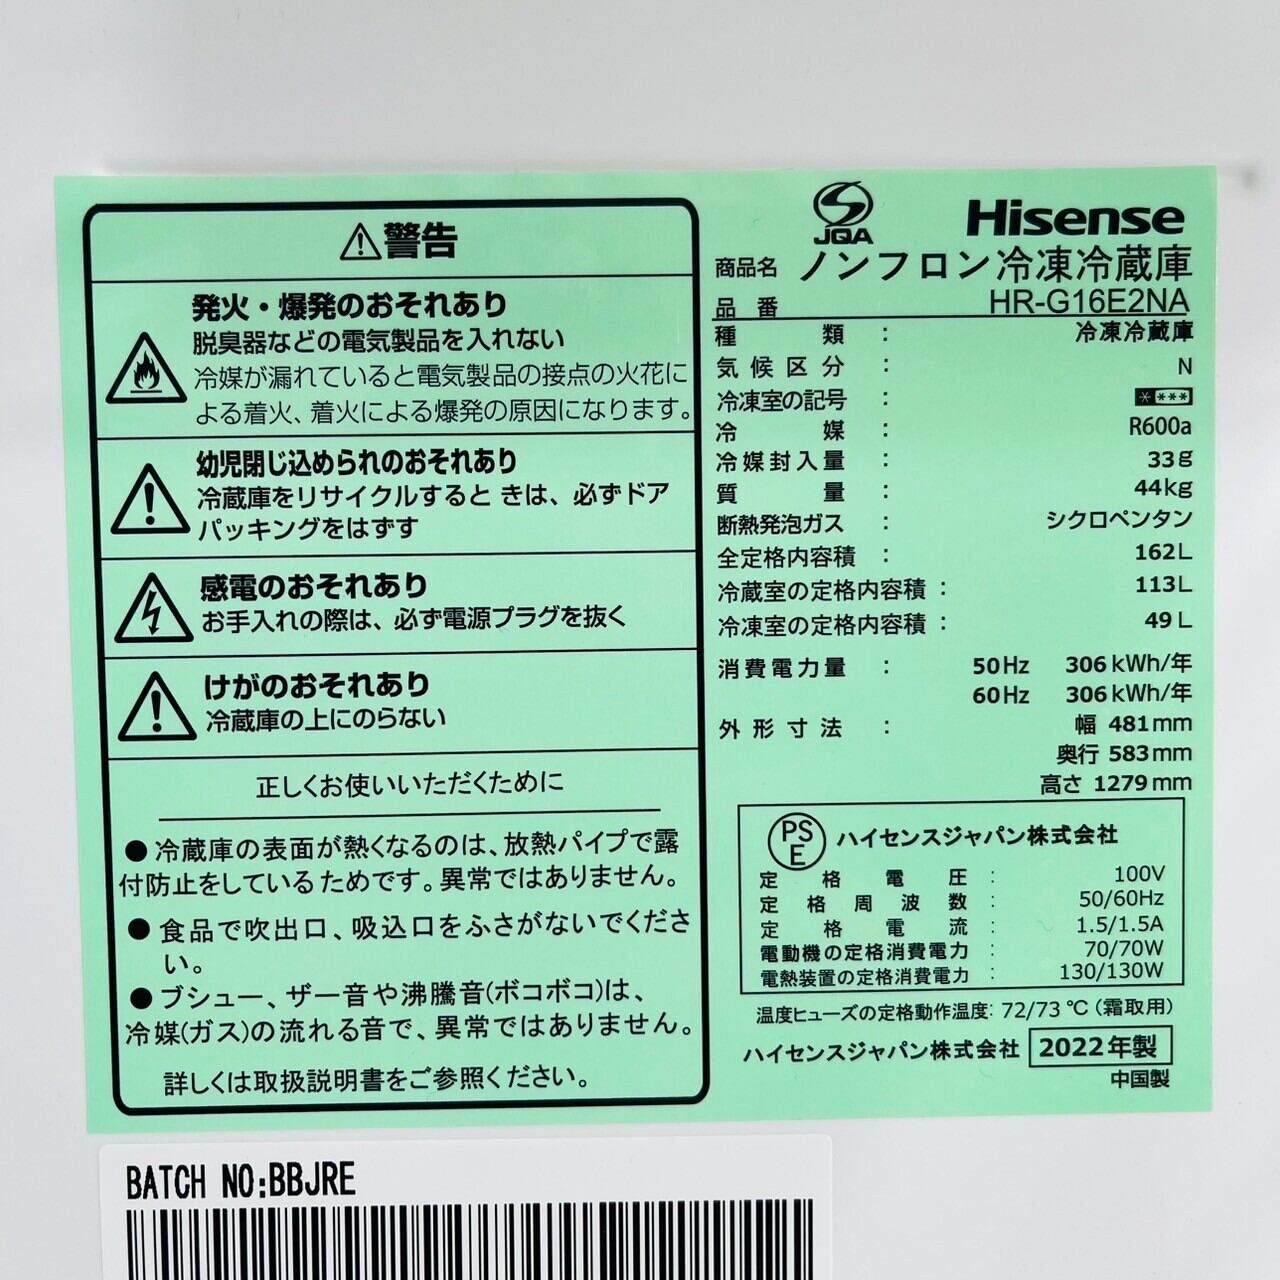 警告
発火・爆発のおそれあり
脱臭器などの電気製品を入れない
冷媒が漏れていると電気製品の接点の火花に
よる着火、着火による爆発の原因になります。
幼児閉じ込められのおそれあり
冷蔵庫をリサイクルするときは、必ずドア
パッキングをはずす
感電のおそれあり
お手入れの際は、必ず電源プラグを抜く
けがのおそれあり
冷蔵庫の上にのらない
正しくお使いいただくために
●冷蔵庫の表面が熱くなるのは、放熱パイプで露
付防止をしているためです。異常ではありません。
●食品で吹出口、吸込口をふさがないでくださ
い。
●ブシュー、ザー音や沸騰音(ボコボコ)は、
冷媒(ガス)の流れる音で、異常ではありません。
詳しくは取扱説明書をご参照ください。
JQA
Hisense
商品名 ノンフロン冷凍冷蔵庫
品番 HR-G16E2NA
種類 : 冷凍冷蔵庫
気候区分 : N
冷凍室の記号 : * ***
冷媒 : R600a
冷媒封入量 : 33g
質量 : 44kg
断熱発泡ガス : シクロペンタン
全定格内容積 : 162L
冷蔵室の定格内容積 : 113L
冷凍室の定格内容積 : 49L
消費電力量 : 50Hz 306kWh/年
60Hz 306kWh/年
外形寸法 : 幅 481mm
奥行 583mm
高さ 1279mm
PSE ハイセンスジャパン株式会社
定格電圧 : 100V
定格周波数 : 50/60Hz
定格電流 : 1.5/1.5A
電動機の定格消費電力 : 70/70W
電熱装置の定格消費電力 : 130/130W
温度ヒューズの定格動作温度: 72/73℃(霜取用)
ハイセンスジャパン株式会社 2022年製
中国製
BATCH NO:BBJRE